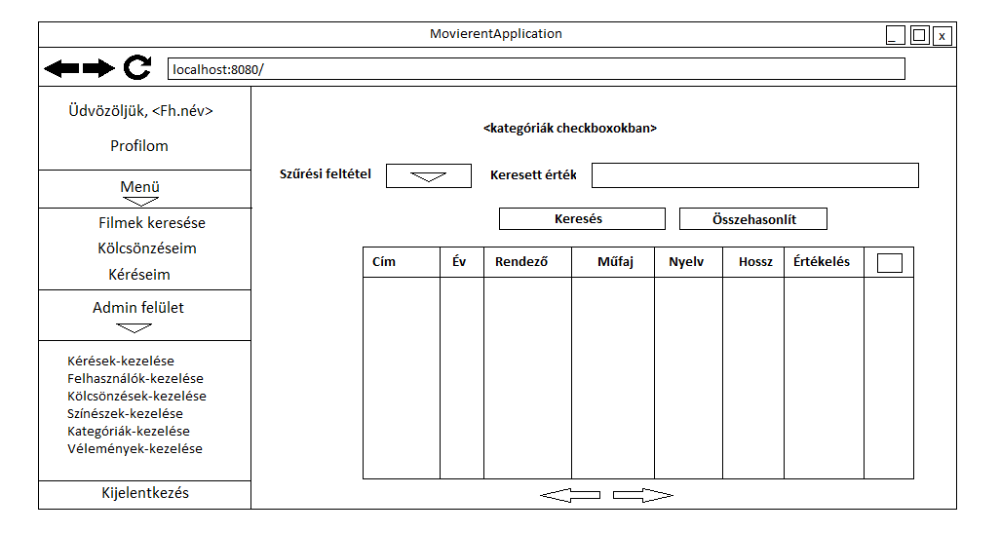 MovierentApplication
_ x
localhost:8080/
Üdvözöljük, <Fh.név>
Profilom
Menü
Filmek keresése
Kölcsönzéseim
Kéréseim
Admin felület
Kérések-kezelése
Felhasználók-kezelése
Kölcsönzések-kezelése
Színészek-kezelése
Kategóriák-kezelése
Vélemények-kezelése
Kijelentkezés
<kategóriák checkboxokban>
Szűrési feltétel Keresett érték
Keresés Összehasonlít
Cím Év Rendező Műfaj Nyelv Hossz Értékelés